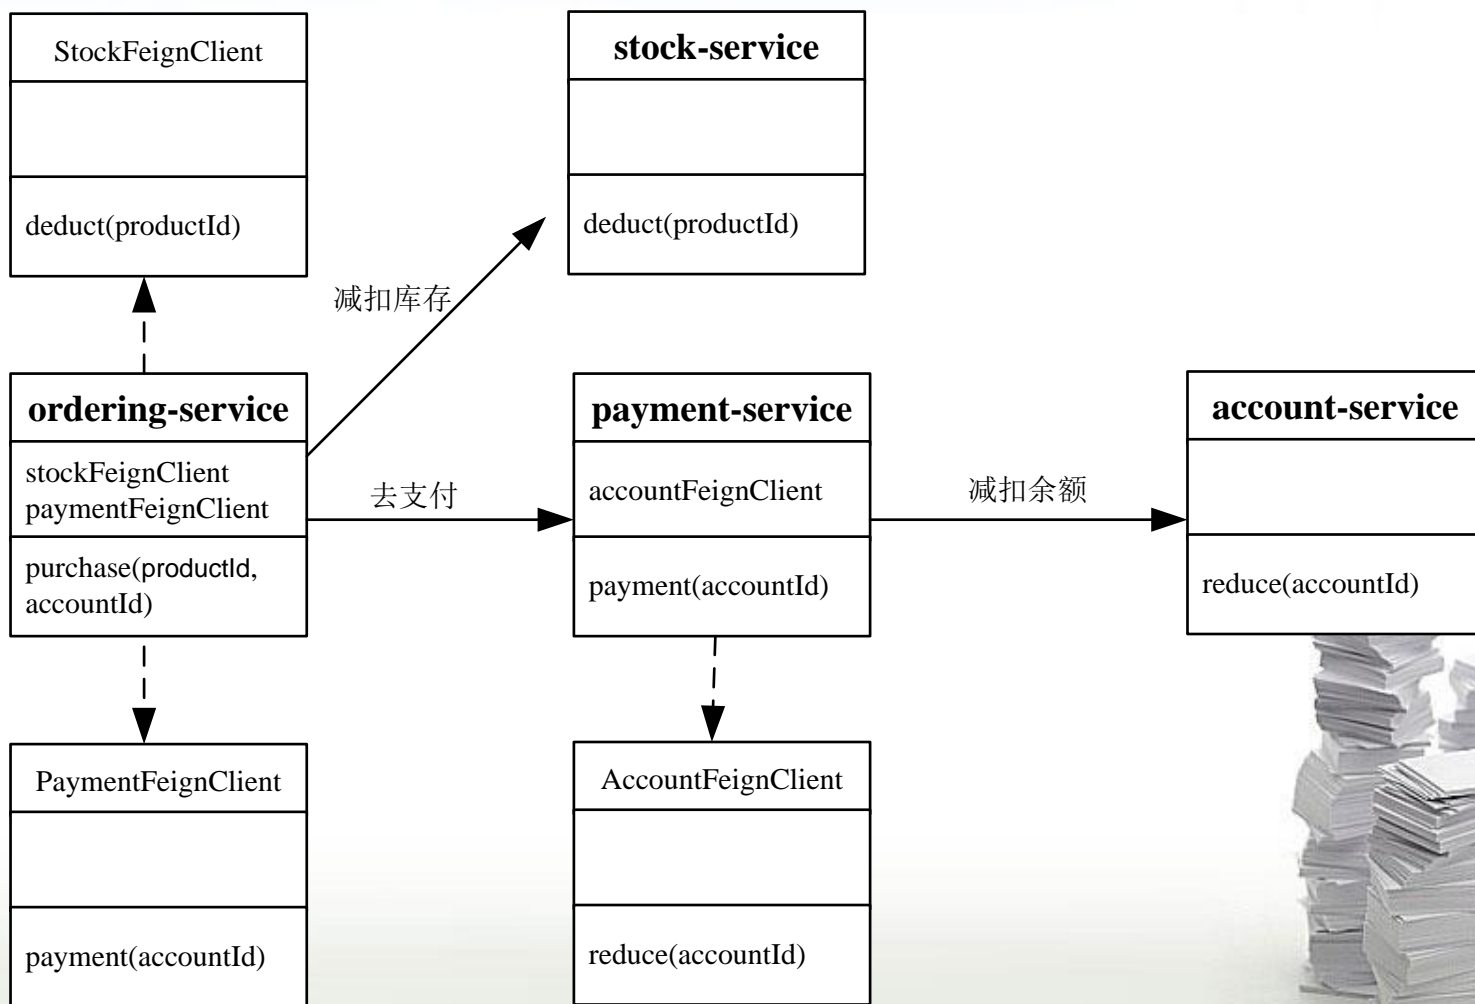 StockFeignClient
deduct(productId)
stock-service
deduct(productId)
减扣库存
ordering-service
stockFeignClient
paymentFeignClient
purchase(productId,
accountId)
去支付
payment-service
accountFeignClient
payment(accountId)
减扣余额
account-service
reduce(accountId)
PaymentFeignClient
payment(accountId)
AccountFeignClient
reduce(accountId)